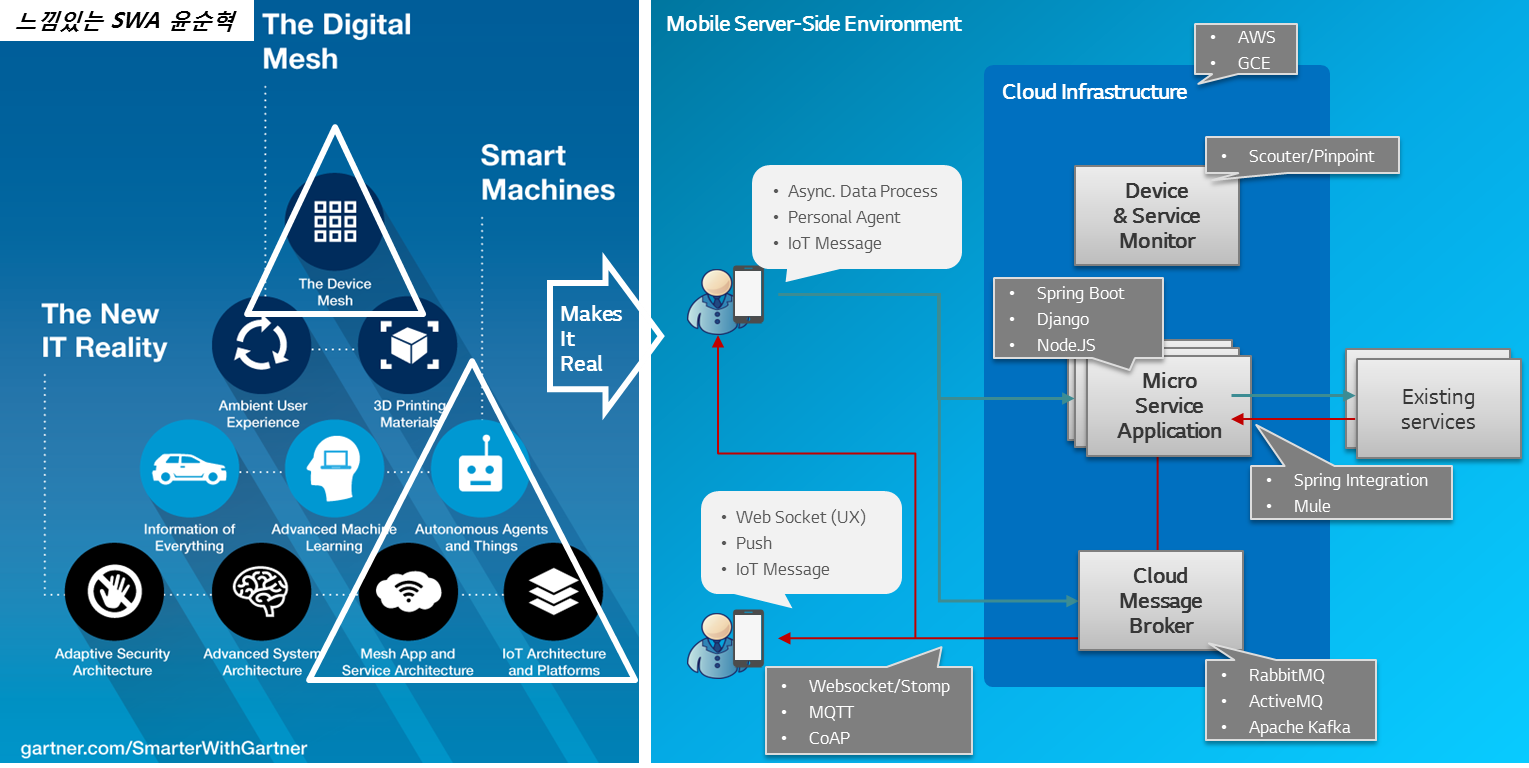 느낌있는 SWA 윤순혁
The Digital
Mesh
Smart
Machines
The Device
Mesh
The New
IT Reality
Ambient User
Experience
3D Printing
Materials
Information of
Everything
Advanced Machine
Learning
Autonomous Agents
and Things
Adaptive Security
Architecture
Advanced System
Architecture
Mesh App and
Service Architecture
IoT Architecture
and Platforms
gartner.com/SmarterWithGartner
Makes
It
Real
Mobile Server-Side Environment
• AWS
• GCE
Cloud Infrastructure
• Scouter/Pinpoint
Device
& Service
Monitor
• Async. Data Process
• Personal Agent
• IoT Message
• Spring Boot
• Django
• NodeJS
Micro
Service
Application
Existing
services
• Spring Integration
• Mule
• Web Socket (UX)
• Push
• IoT Message
Cloud
Message
Broker
• Websocket/Stomp
• MQTT
• CoAP
• RabbitMQ
• ActiveMQ
• Apache Kafka